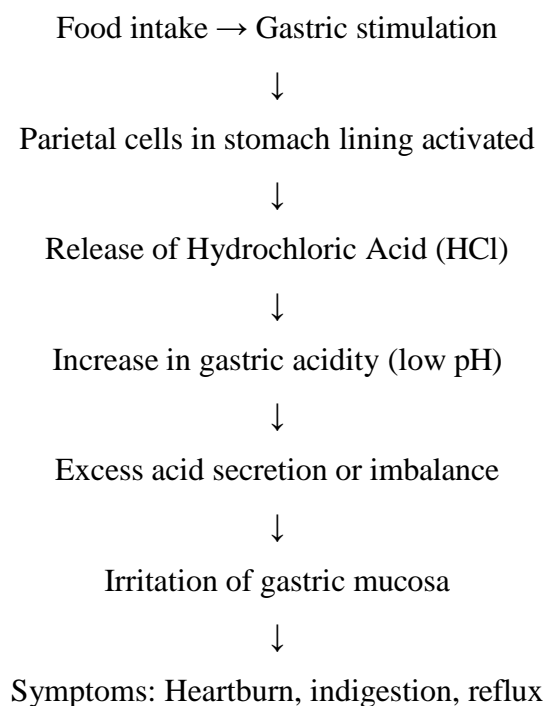 Food intake → Gastric stimulation
↓
Parietal cells in stomach lining activated
↓
Release of Hydrochloric Acid (HCl)
↓
Increase in gastric acidity (low pH)
↓
Excess acid secretion or imbalance
↓
Irritation of gastric mucosa
↓
Symptoms: Heartburn, indigestion, reflux